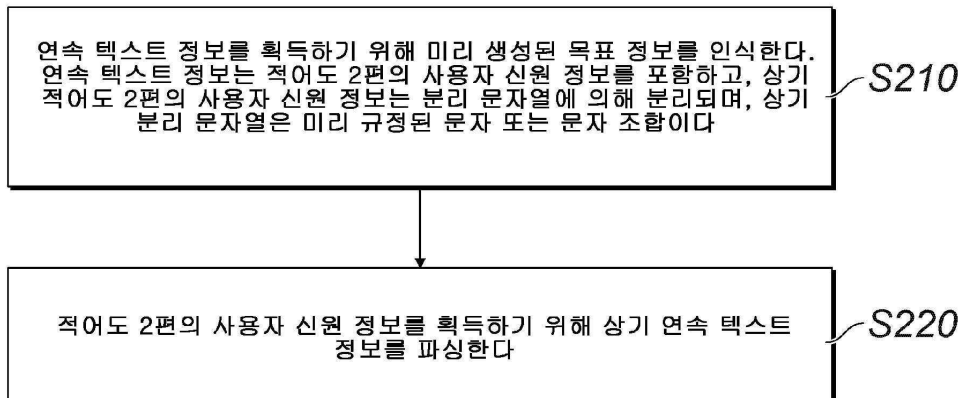 연속 텍스트 정보를 획득하기 위해 미리 생성된 목표 정보를 인식한다.
연속 텍스트 정보는 적어도 2편의 사용자 신원 정보를 포함하고, 상기
적어도 2편의 사용자 신원 정보는 분리 문자열에 의해 분리되며, 상기
분리 문자열은 미리 규정된 문자 또는 문자 조합이다
S210
적어도 2편의 사용자 신원 정보를 획득하기 위해 상기 연속 텍스트
정보를 파싱한다
S220